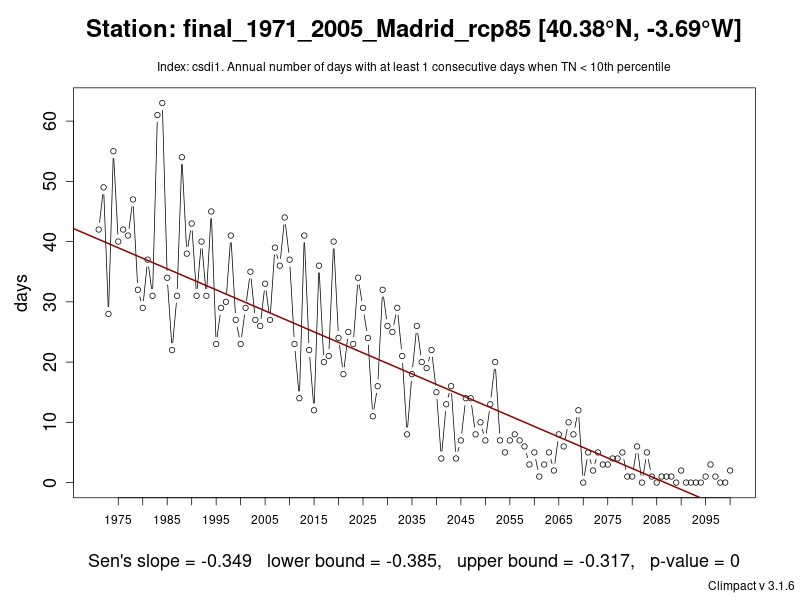 Station: final_1971_2005_Madrid_rcp85 [40.38°N, -3.69°W]
Index: csdi1. Annual number of days with at least 1 consecutive days when TN < 10th percentile
60
50
40
30
20
10
0
days
1975 1985 1995 2005 2015 2025 2035 2045 2055 2065 2075 2085 2095
Sen's slope = -0.349 lower bound = -0.385, upper bound = -0.317, p-value = 0
Climpact v 3.1.6